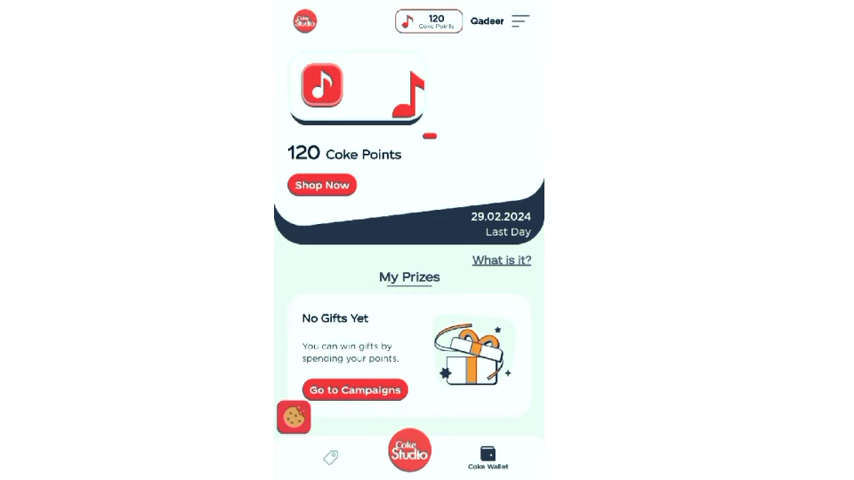 Coke
Studio
120
Coke Points
Qadeer
120 Coke Points
Shop Now
29.02.2024
Last Day
What is it?
My Prizes
No Gifts Yet
You can win gifts by
spending your points.
Go to Campaigns
Coke
Studio
Coke Wallet